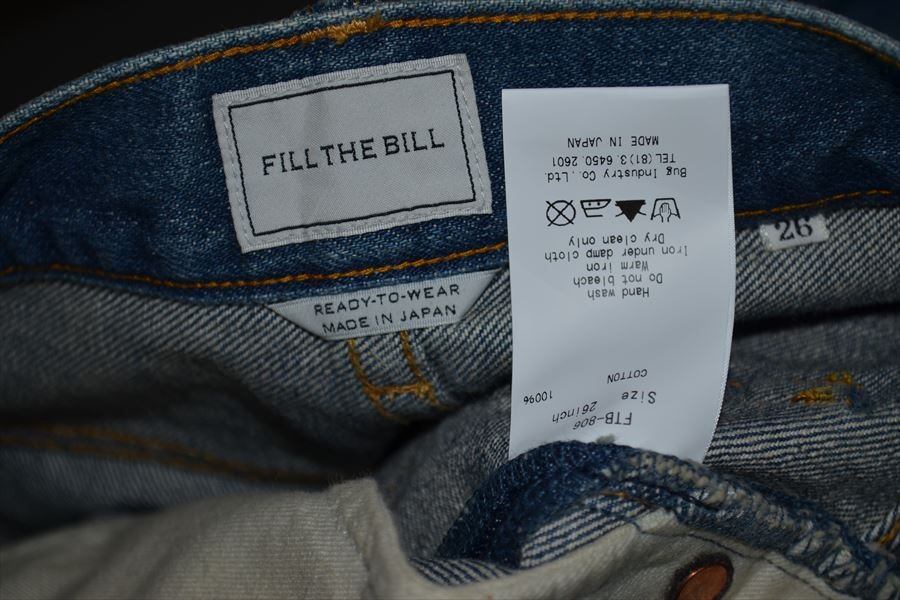 FILL THE BILL
READY-TO-WEAR
MADE IN JAPAN
26
FTB-806
Size 26inch
COTTON 100%
Hand wash
Do not bleach
Warm iron
Iron under damp cloth
Dry clean only
Bug Industry Co., Ltd.
TEL (81)3.6450.2601
MADE IN JAPAN